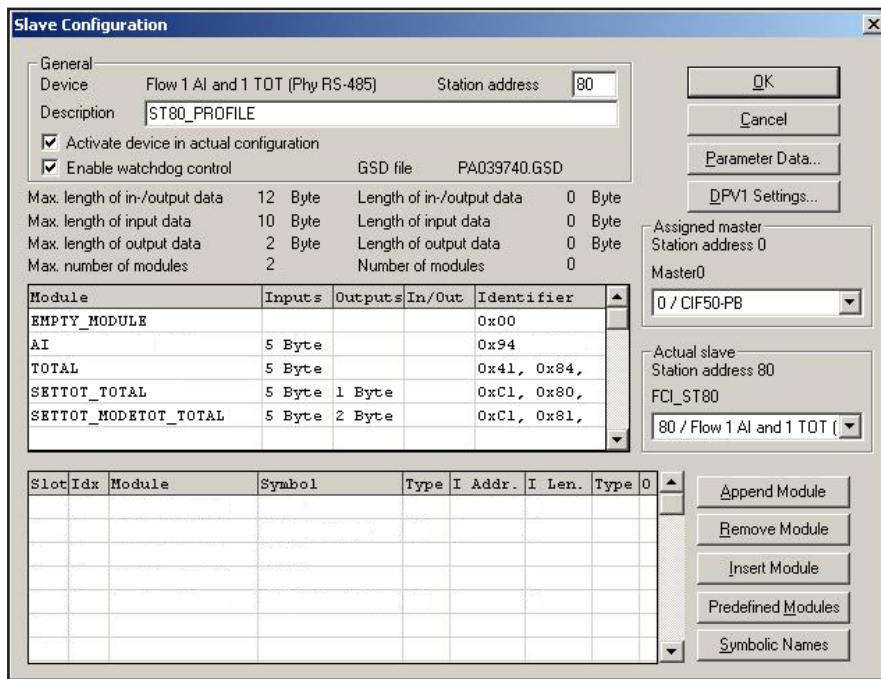 Slave Configuration
General
Device Flow 1 AI and 1 TOT (Phy RS-485) Station address 80
Description ST80_PROFILE
Activate device in actual configuration
Enable watchdog control GSD file PA039740.GSD
Max. length of in-/output data 12 Byte Length of in-/output data 0 Byte
Max. length of input data 10 Byte Length of input data 0 Byte
Max. length of output data 2 Byte Length of output data 0 Byte
Max. number of modules 2 Number of modules 0
Module Inputs Outputs In/Out Identifier
EMPTY_MODULE 0x00
AI 5 Byte 0x94
TOTAL 5 Byte 0x41, 0x84,
SETTOT_TOTAL 5 Byte 1 Byte 0xC1, 0x80,
SETTOT_MODETOT_TOTAL 5 Byte 2 Byte 0xC1, 0x81,
Slot Idx Module Symbol Type I Addr. I Len. Type O
OK
Cancel
Parameter Data...
DPV1 Settings...
Assigned master
Station address 0
Master0
0 / CIF50-PB
Actual slave
Station address 80
FCI_ST80
80 / Flow 1 AI and 1 TOT (
Append Module
Remove Module
Insert Module
Predefined Modules
Symbolic Names